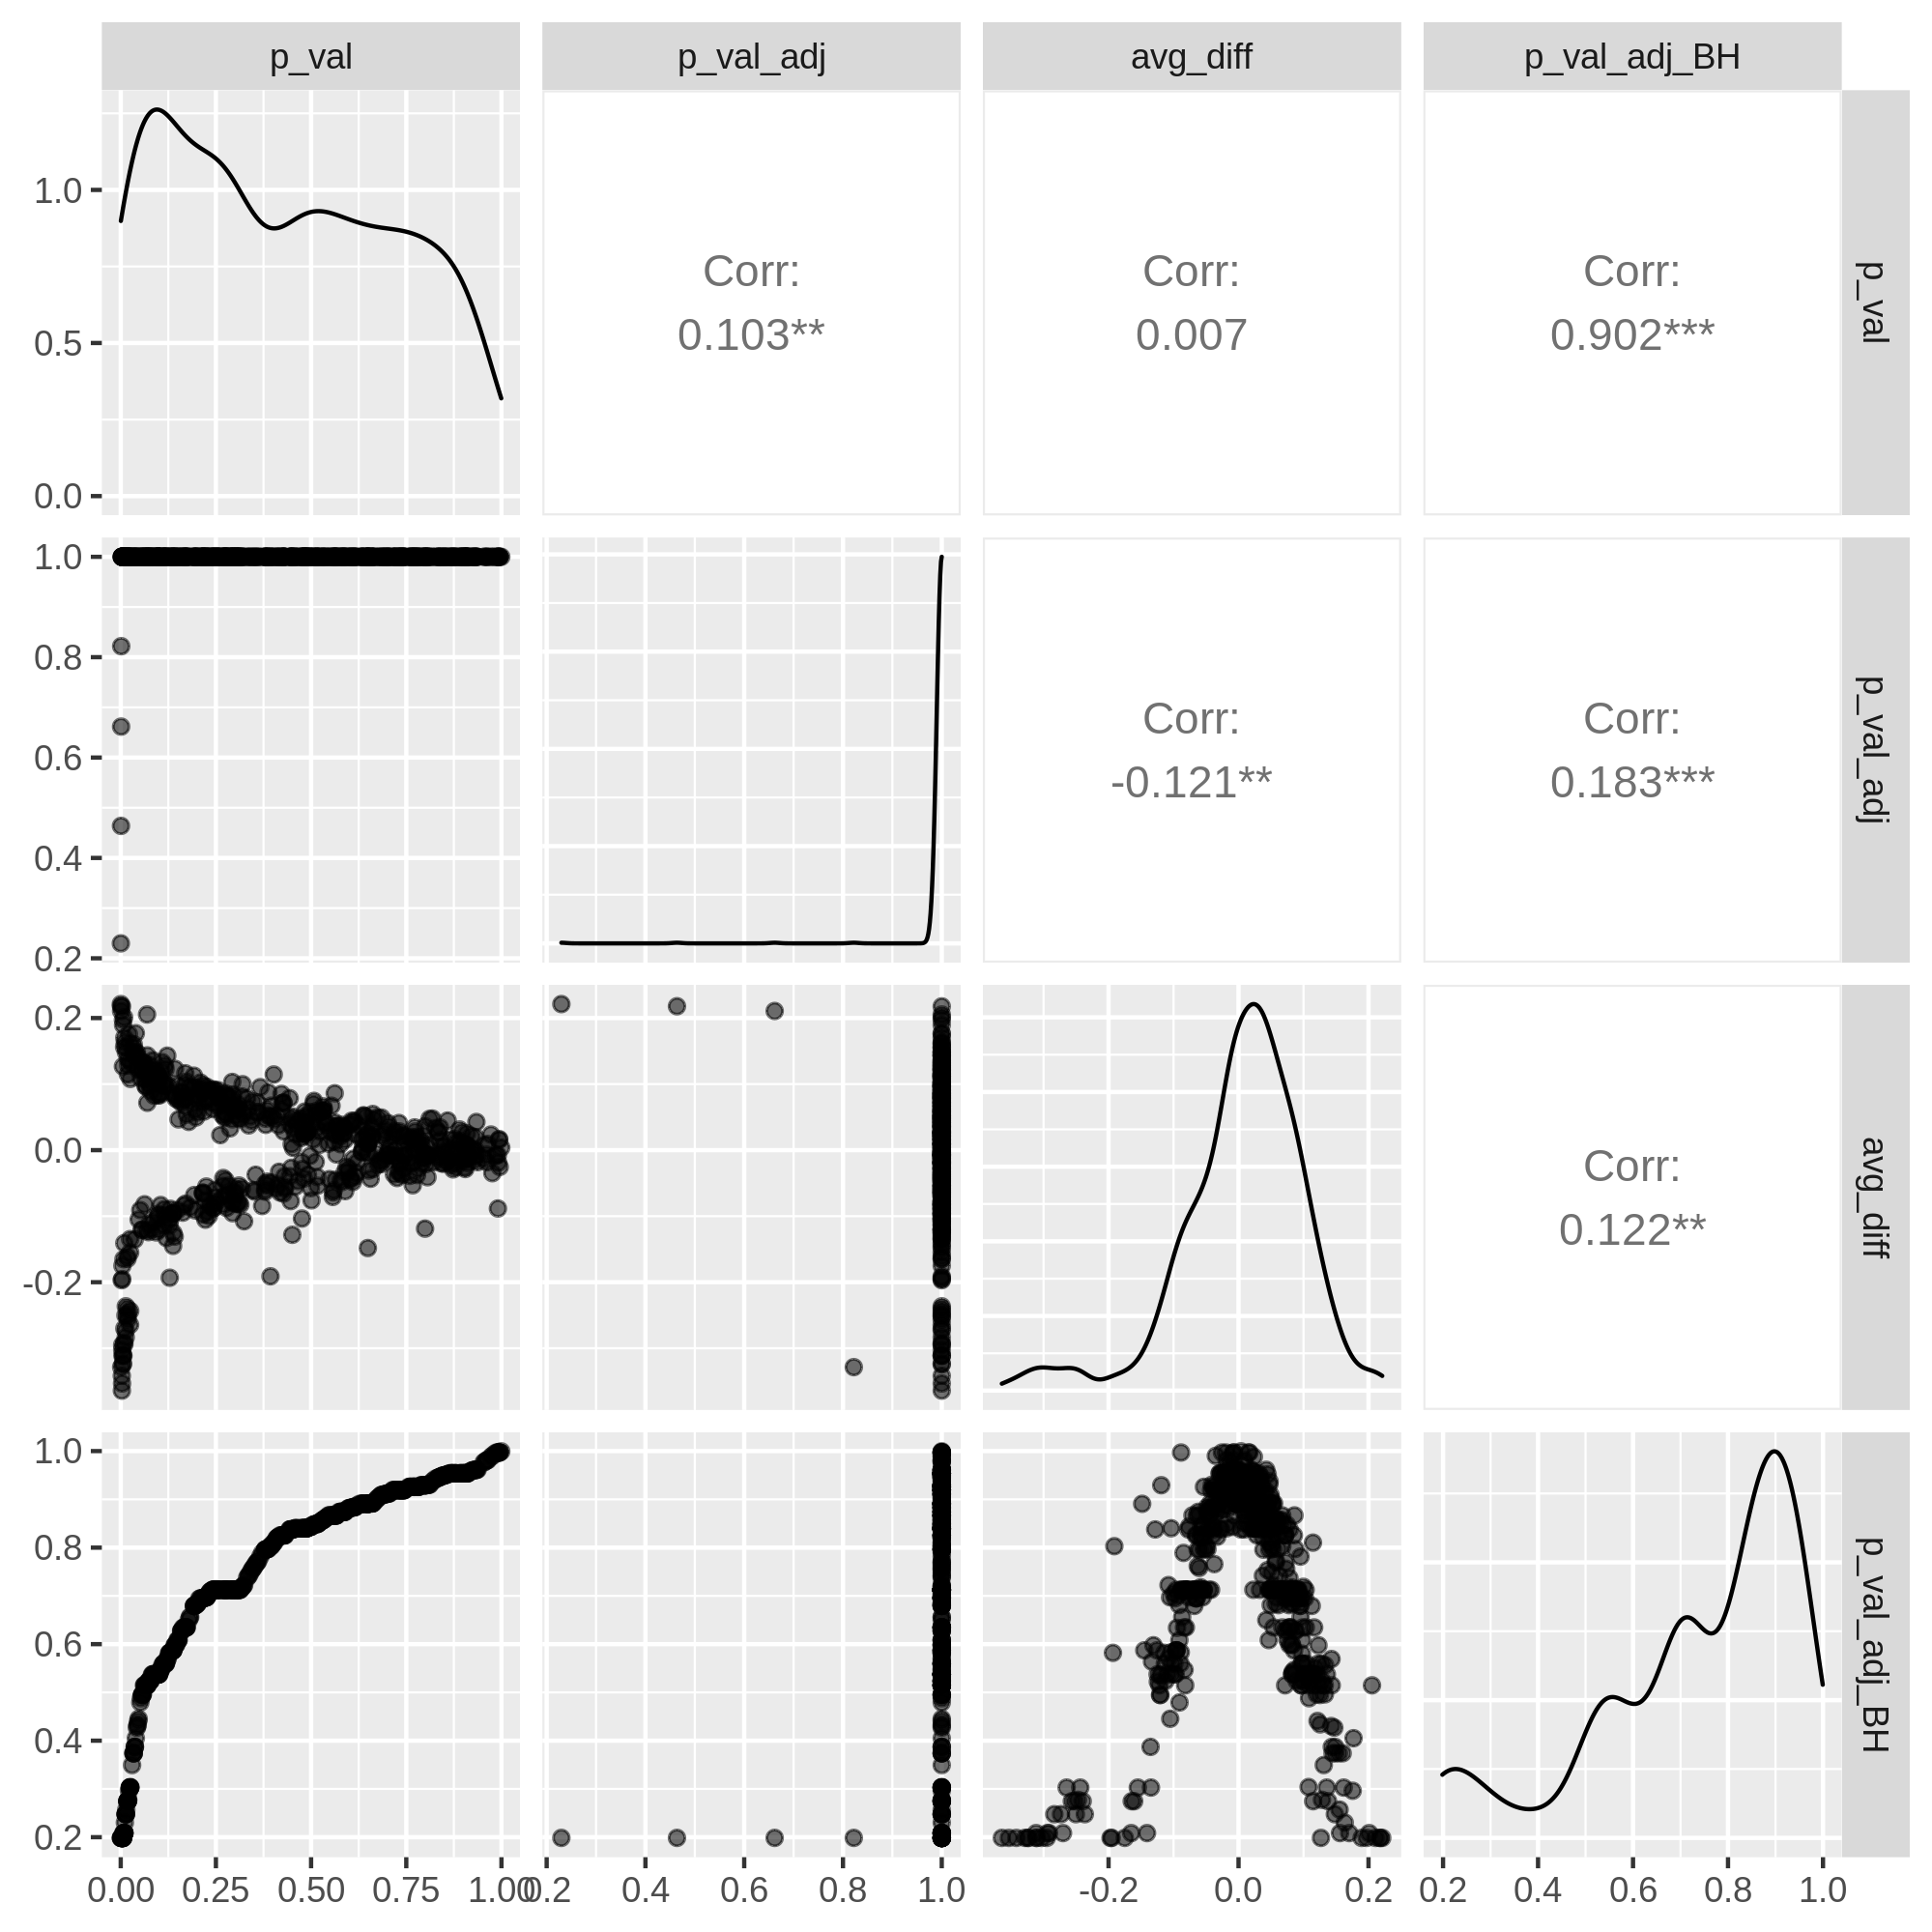 p_val p_val_adj avg_diff p_val_adj_BH
1.0
0.5
0.0
Corr:
0.103**
Corr:
0.007
Corr:
0.902***
p_val
1.0
0.8
0.6
0.4
0.2
Corr:
-0.121**
Corr:
0.183***
p_val_adj
0.2
0.0
-0.2
Corr:
0.122**
avg_diff
1.0
0.8
0.6
0.4
0.2
p_val_adj_BH
0.00 0.25 0.50 0.75 1.00 0.2 0.4 0.6 0.8 1.0 -0.2 0.0 0.2 0.2 0.4 0.6 0.8 1.0